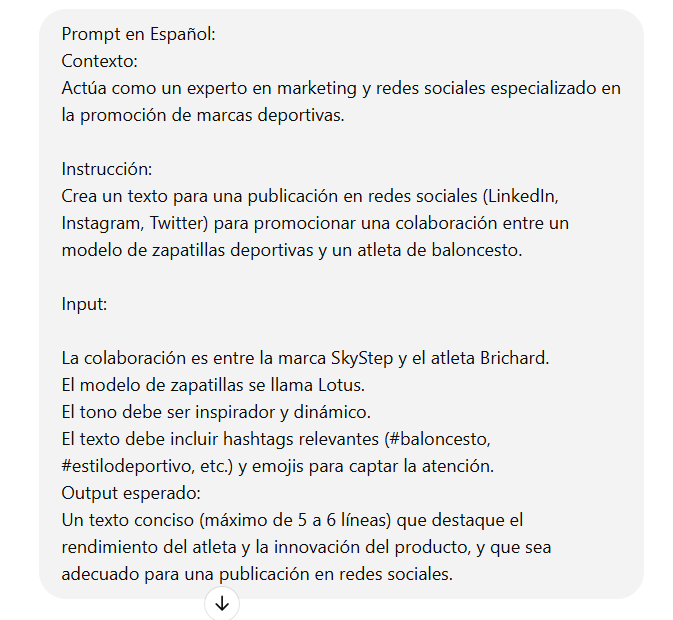 Prompt en Español:
Contexto:
Actúa como un experto en marketing y redes sociales especializado en
la promoción de marcas deportivas.
Instrucción:
Crea un texto para una publicación en redes sociales (LinkedIn,
Instagram, Twitter) para promocionar una colaboración entre un
modelo de zapatillas deportivas y un atleta de baloncesto.
Input:
La colaboración es entre la marca SkyStep y el atleta Brichard.
El modelo de zapatillas se llama Lotus.
El tono debe ser inspirador y dinámico.
El texto debe incluir hashtags relevantes (#baloncesto,
#estilodeportivo, etc.) y emojis para captar la atención.
Output esperado:
Un texto conciso (máximo de 5 a 6 líneas) que destaque el
rendimiento del atleta y la innovación del producto, y que sea
adecuado para una publicación en redes sociales.